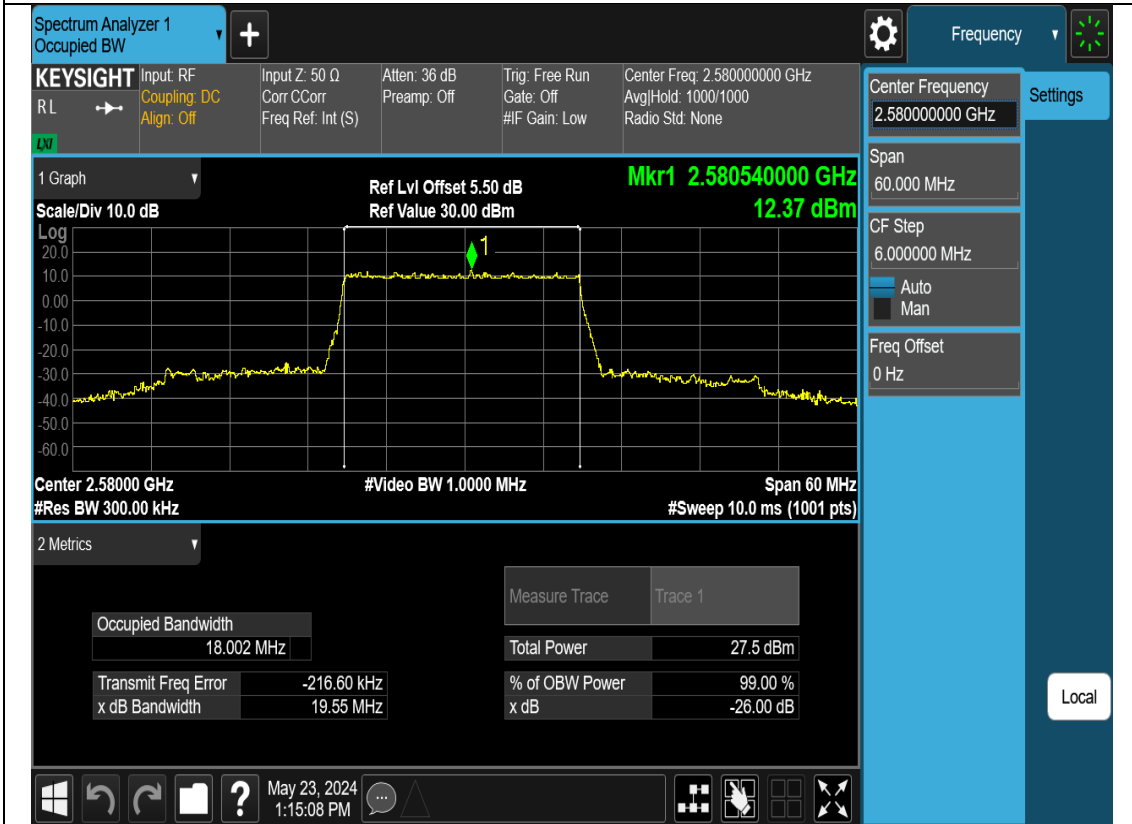 Spectrum Analyzer 1
Occupied BW
+
Frequency
KEYSIGHT
R L
LXI
Input: RF
Coupling: DC
Align: Off
Input Z: 50 Ω
Corr CCorr
Freq Ref: Int (S)
Atten: 36 dB
Preamp: Off
Trig: Free Run
Gate: Off
#IF Gain: Low
Center Freq: 2.580000000 GHz
Avg|Hold: 1000/1000
Radio Std: None
Center Frequency
2.580000000 GHz
Settings
Span
60.000 MHz
CF Step
6.000000 MHz
Auto
Man
Freq Offset
0 Hz
Local
1 Graph
Scale/Div 10.0 dB
Ref Lvl Offset 5.50 dB
Ref Value 30.00 dBm
Mkr1 2.580540000 GHz
12.37 dBm
Log
1
20.0
10.0
0.00
-10.0
-20.0
-30.0
-40.0
-50.0
-60.0
Center 2.58000 GHz
#Res BW 300.00 kHz
#Video BW 1.0000 MHz
Span 60 MHz
#Sweep 10.0 ms (1001 pts)
2 Metrics
Measure Trace Trace 1
Occupied Bandwidth
18.002 MHz
Total Power 27.5 dBm
Transmit Freq Error -216.60 kHz
% of OBW Power 99.00 %
x dB Bandwidth 19.55 MHz
x dB -26.00 dB
?
May 23, 2024
1:15:08 PM